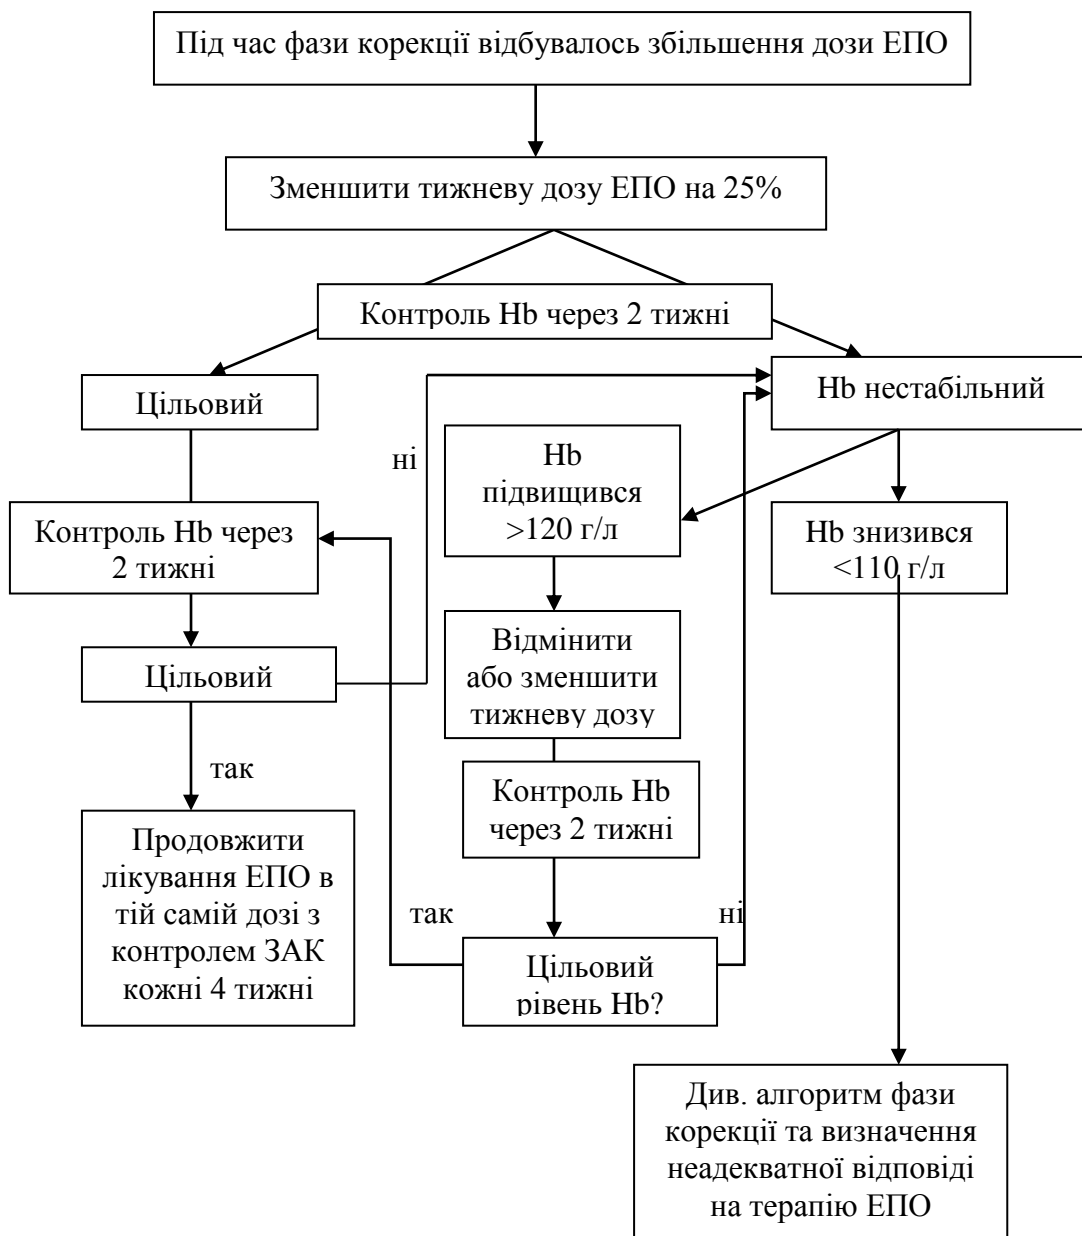 Під час фази корекції відбувалось збільшення дози ЕПО
Зменшити тижневу дозу ЕПО на 25%
Контроль Hb через 2 тижні
Цільовий
Hb нестабільний
ні
Hb
підвищився
>120 г/л
Контроль Hb через
2 тижні
Hb знизився
<110 г/л
Відмінити
або зменшити
тижневу дозу
Цільовий
так
Контроль Hb
через 2 тижні
Продовжити
лікування ЕПО в
тій самій дозі з
контролем ЗАК
кожні 4 тижні
так
ні
Цільовий
рівень Hb?
Див. алгоритм фази
корекції та визначення
неадекватної відповіді
на терапію ЕПО